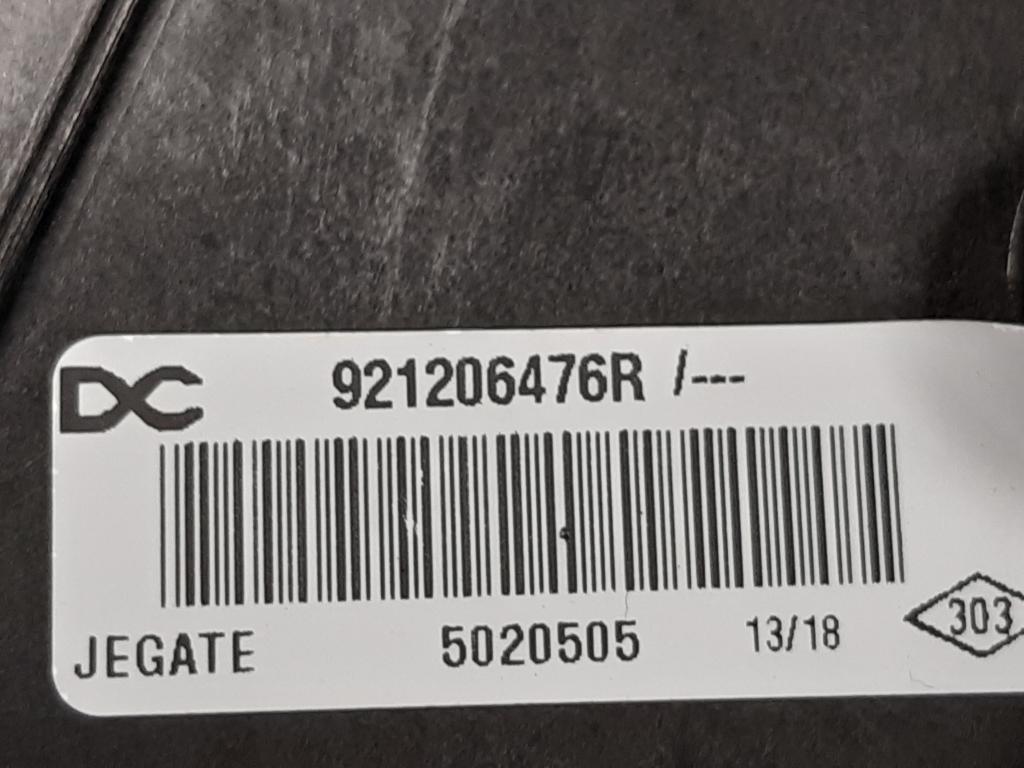 DC 921206476R /---
JEGATE 5020505 13/18 303